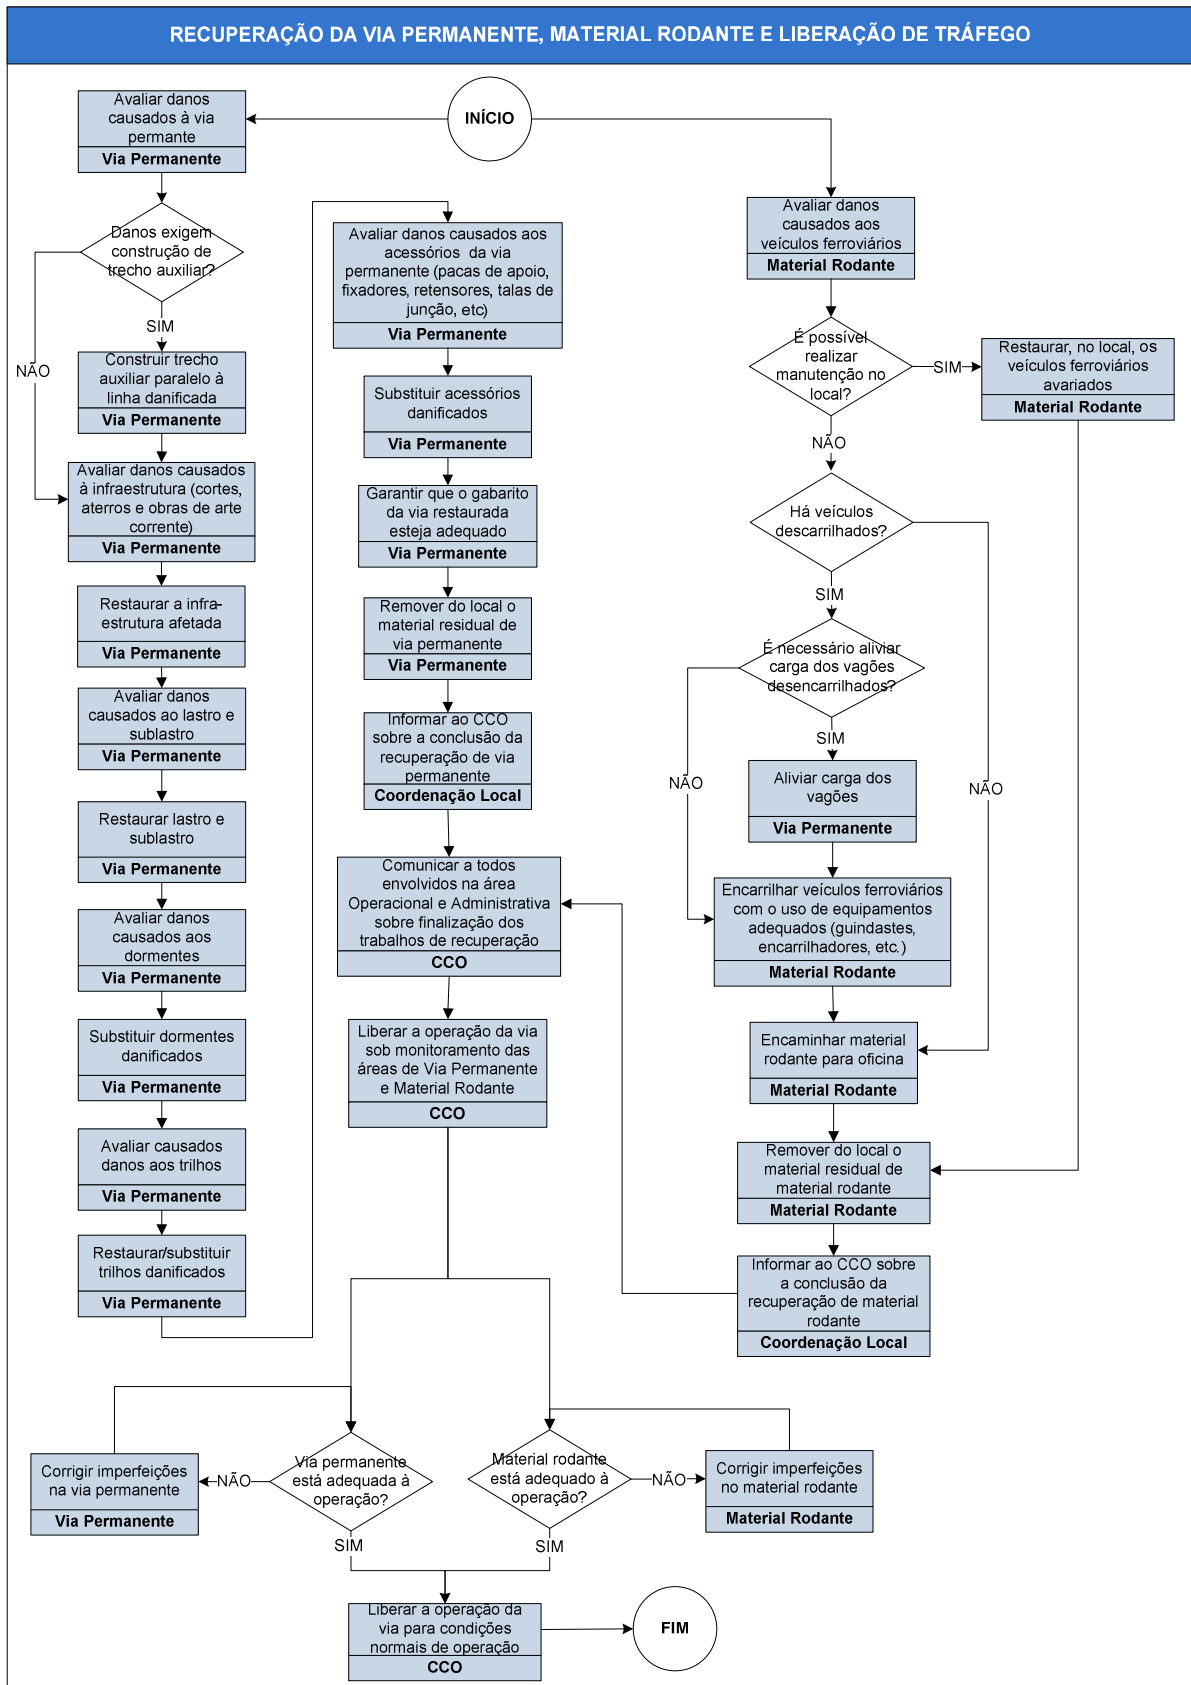 RECUPERAÇÃO DA VIA PERMANENTE, MATERIAL RODANTE E LIBERAÇÃO DE TRÁFEGO
INÍCIO
Avaliar danos
causados à via
permante
Via Permanente
Danos exigem
construção de
trecho auxiliar?
SIM
NÃO
Construir trecho
auxiliar paralelo à
linha danificada
Via Permanente
Avaliar danos causados
à infraestrutura (cortes,
aterros e obras de arte
corrente)
Via Permanente
Restaurar a infra-
estrutura afetada
Via Permanente
Avaliar danos
causados ao lastro e
sublastro
Via Permanente
Restaurar lastro e
sublastro
Via Permanente
Avaliar danos
causados aos
dormentes
Via Permanente
Substituir dormentes
danificados
Via Permanente
Avaliar causados
danos aos trilhos
Via Permanente
Restaurar/substituir
trilhos danificados
Via Permanente
Avaliar danos causados aos
acessórios da via
permanente (pacas de apoio,
fixadores, retensores, talas de
junção, etc)
Via Permanente
Substituir acessórios
danificados
Via Permanente
Garantir que o gabarito
da via restaurada
esteja adequado
Via Permanente
Remover do local o
material residual de
via permanente
Via Permanente
Informar ao CCO
sobre a conclusão da
recuperação de via
permanente
Coordenação Local
Comunicar a todos
envolvidos na área
Operacional e Administrativa
sobre finalização dos
trabalhos de recuperação
CCO
Liberar a operação da via
sob monitoramento das
áreas de Via Permanente
e Material Rodante
CCO
Avaliar danos
causados aos
veículos ferroviários
Material Rodante
É possível
realizar
manutenção no
local?
SIM
Restaurar, no local, os
veículos ferroviários
avariados
Material Rodante
NÃO
Há veículos
descarrilhados?
SIM
NÃO
É necessário aliviar
carga dos vagões
desencarrilhados?
SIM
NÃO
Aliviar carga dos
vagões
Via Permanente
Encarrilhar veículos ferroviários
com o uso de equipamentos
adequados (guindastes,
encarrilhadores, etc.)
Material Rodante
Encaminhar material
rodante para oficina
Material Rodante
Remover do local o
material residual de
material rodante
Material Rodante
Informar ao CCO sobre
a conclusão da
recuperação de material
rodante
Coordenação Local
Via permanente
está adequada à
operação?
NÃO
Corrigir imperfeições
na via permanente
Via Permanente
SIM
Material rodante
está adequado à
operação?
NÃO
Corrigir imperfeições
no material rodante
Material Rodante
SIM
Liberar a operação da
via para condições
normais de operação
CCO
FIM